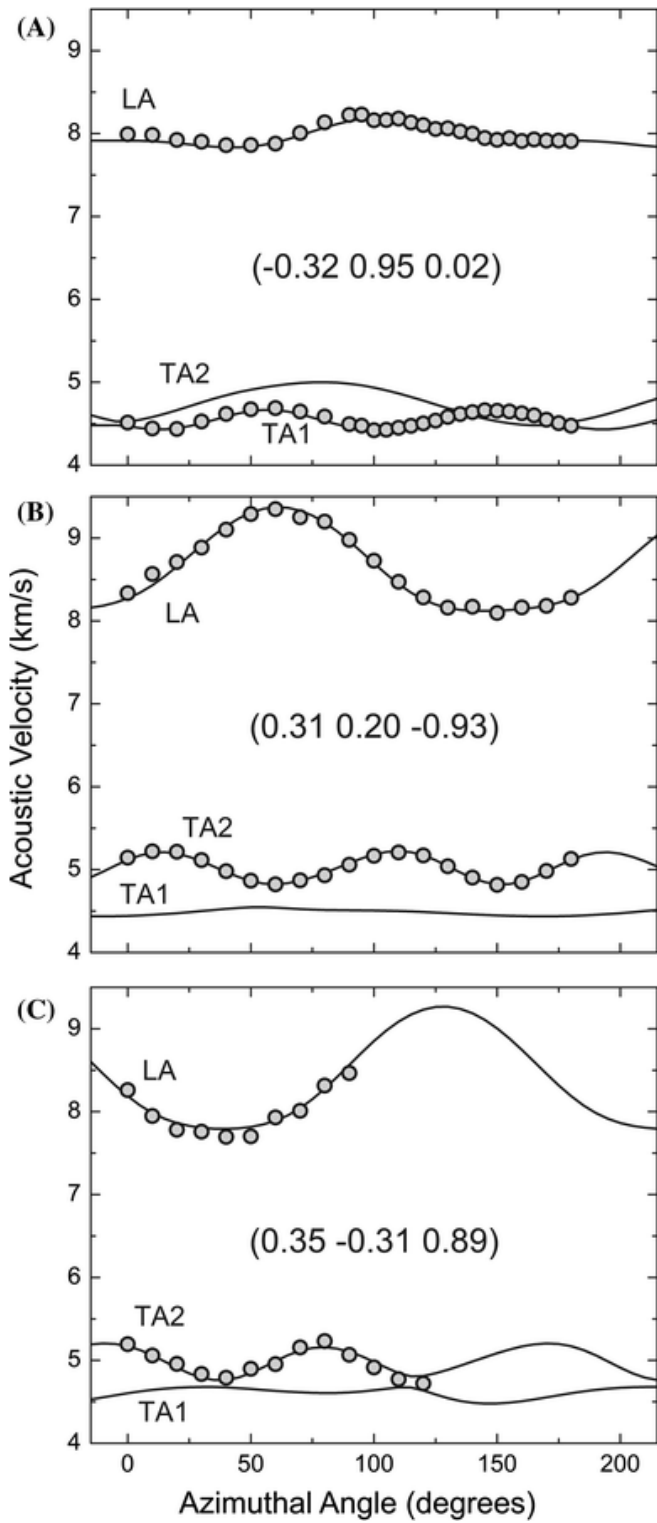 (A)
9
LA
8
7
(-0.32 0.95 0.02)
6
TA2
5
TA1
4
(B)
9
LA
8
7
(0.31 0.20 -0.93)
6
TA2
5
TA1
4
Acoustic Velocity (km/s)
(C)
9
LA
8
7
(0.35 -0.31 0.89)
6
TA2
5
TA1
4
0 50 100 150 200
Azimuthal Angle (degrees)